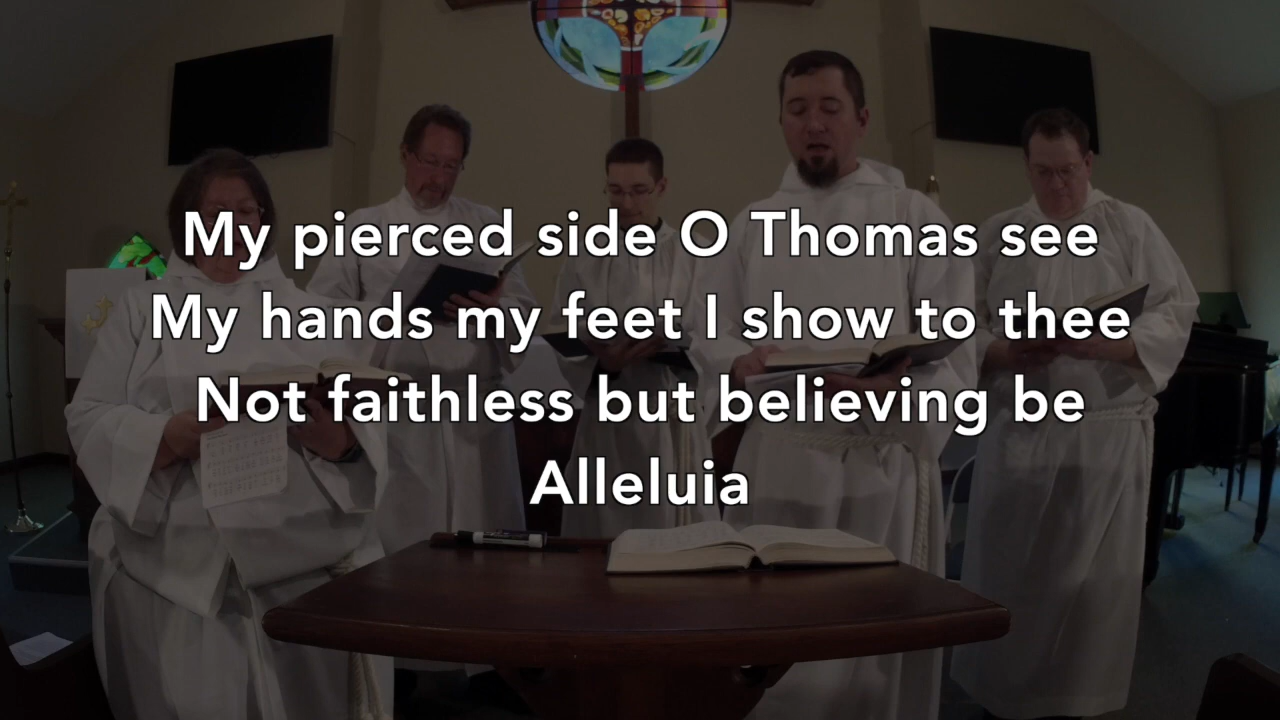 My pierced side O Thomas see
My hands my feet I show to thee
Not faithless but believing be
Alleluia